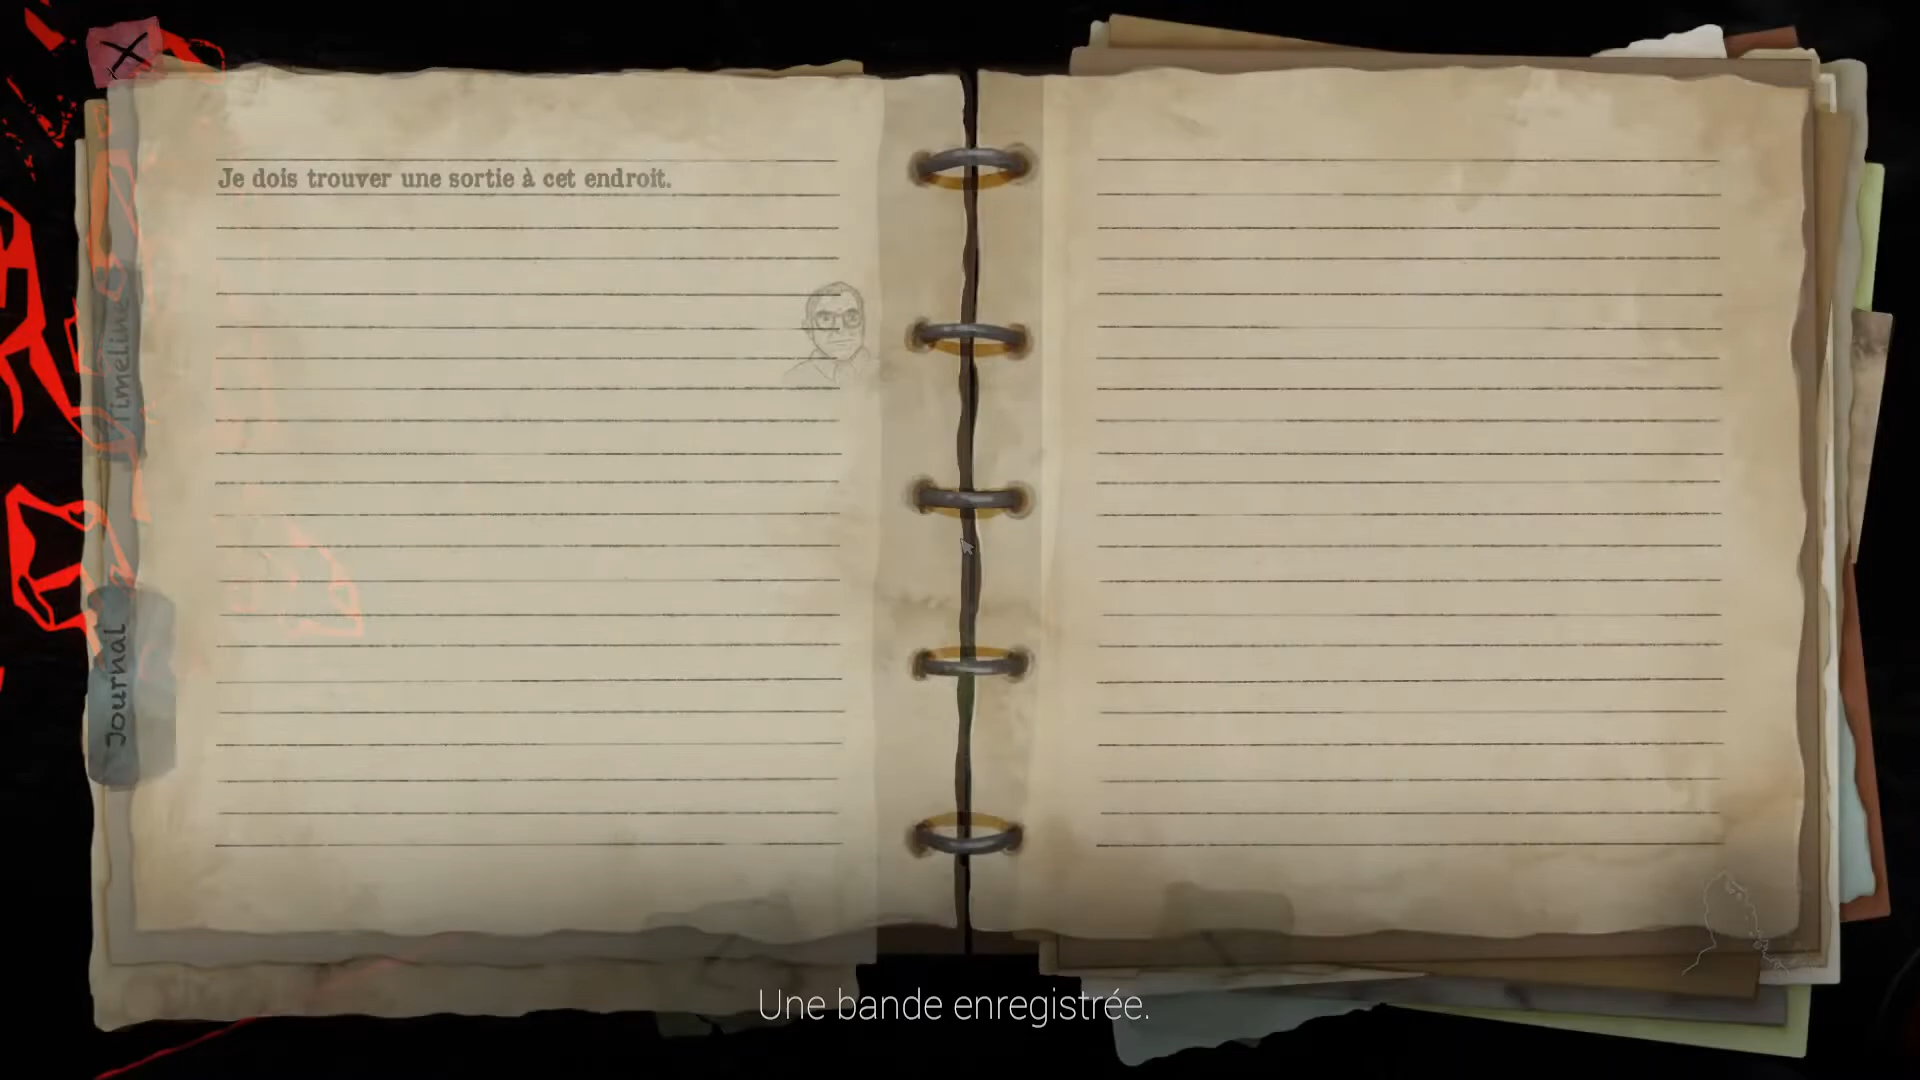 Je dois trouver une sortie à cet endroit.
Timeline
Journal
Une bande enregistrée.